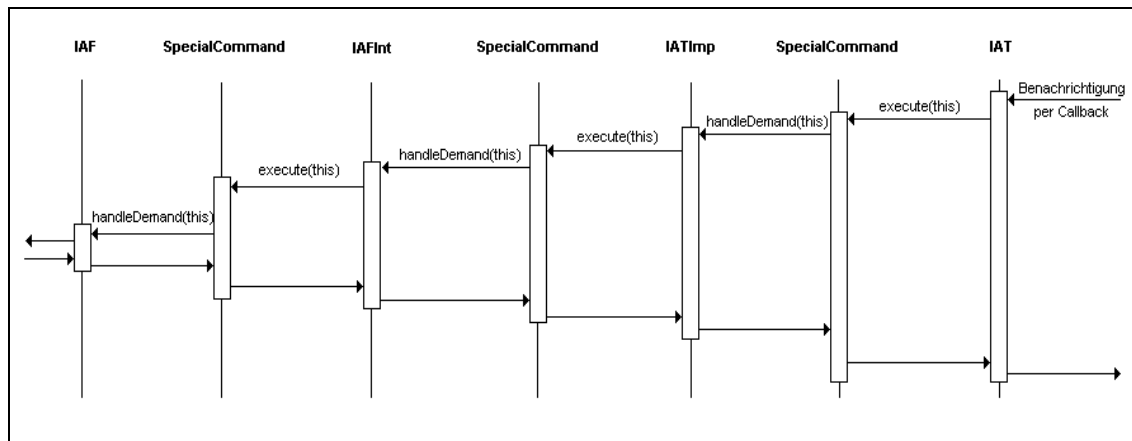 IAF
SpecialCommand
IAFInt
SpecialCommand
IATImp
SpecialCommand
IAT
Benachrichtigung
per Callback
execute(this)
handleDemand(this)
execute(this)
handleDemand(this)
execute(this)
handleDemand(this)